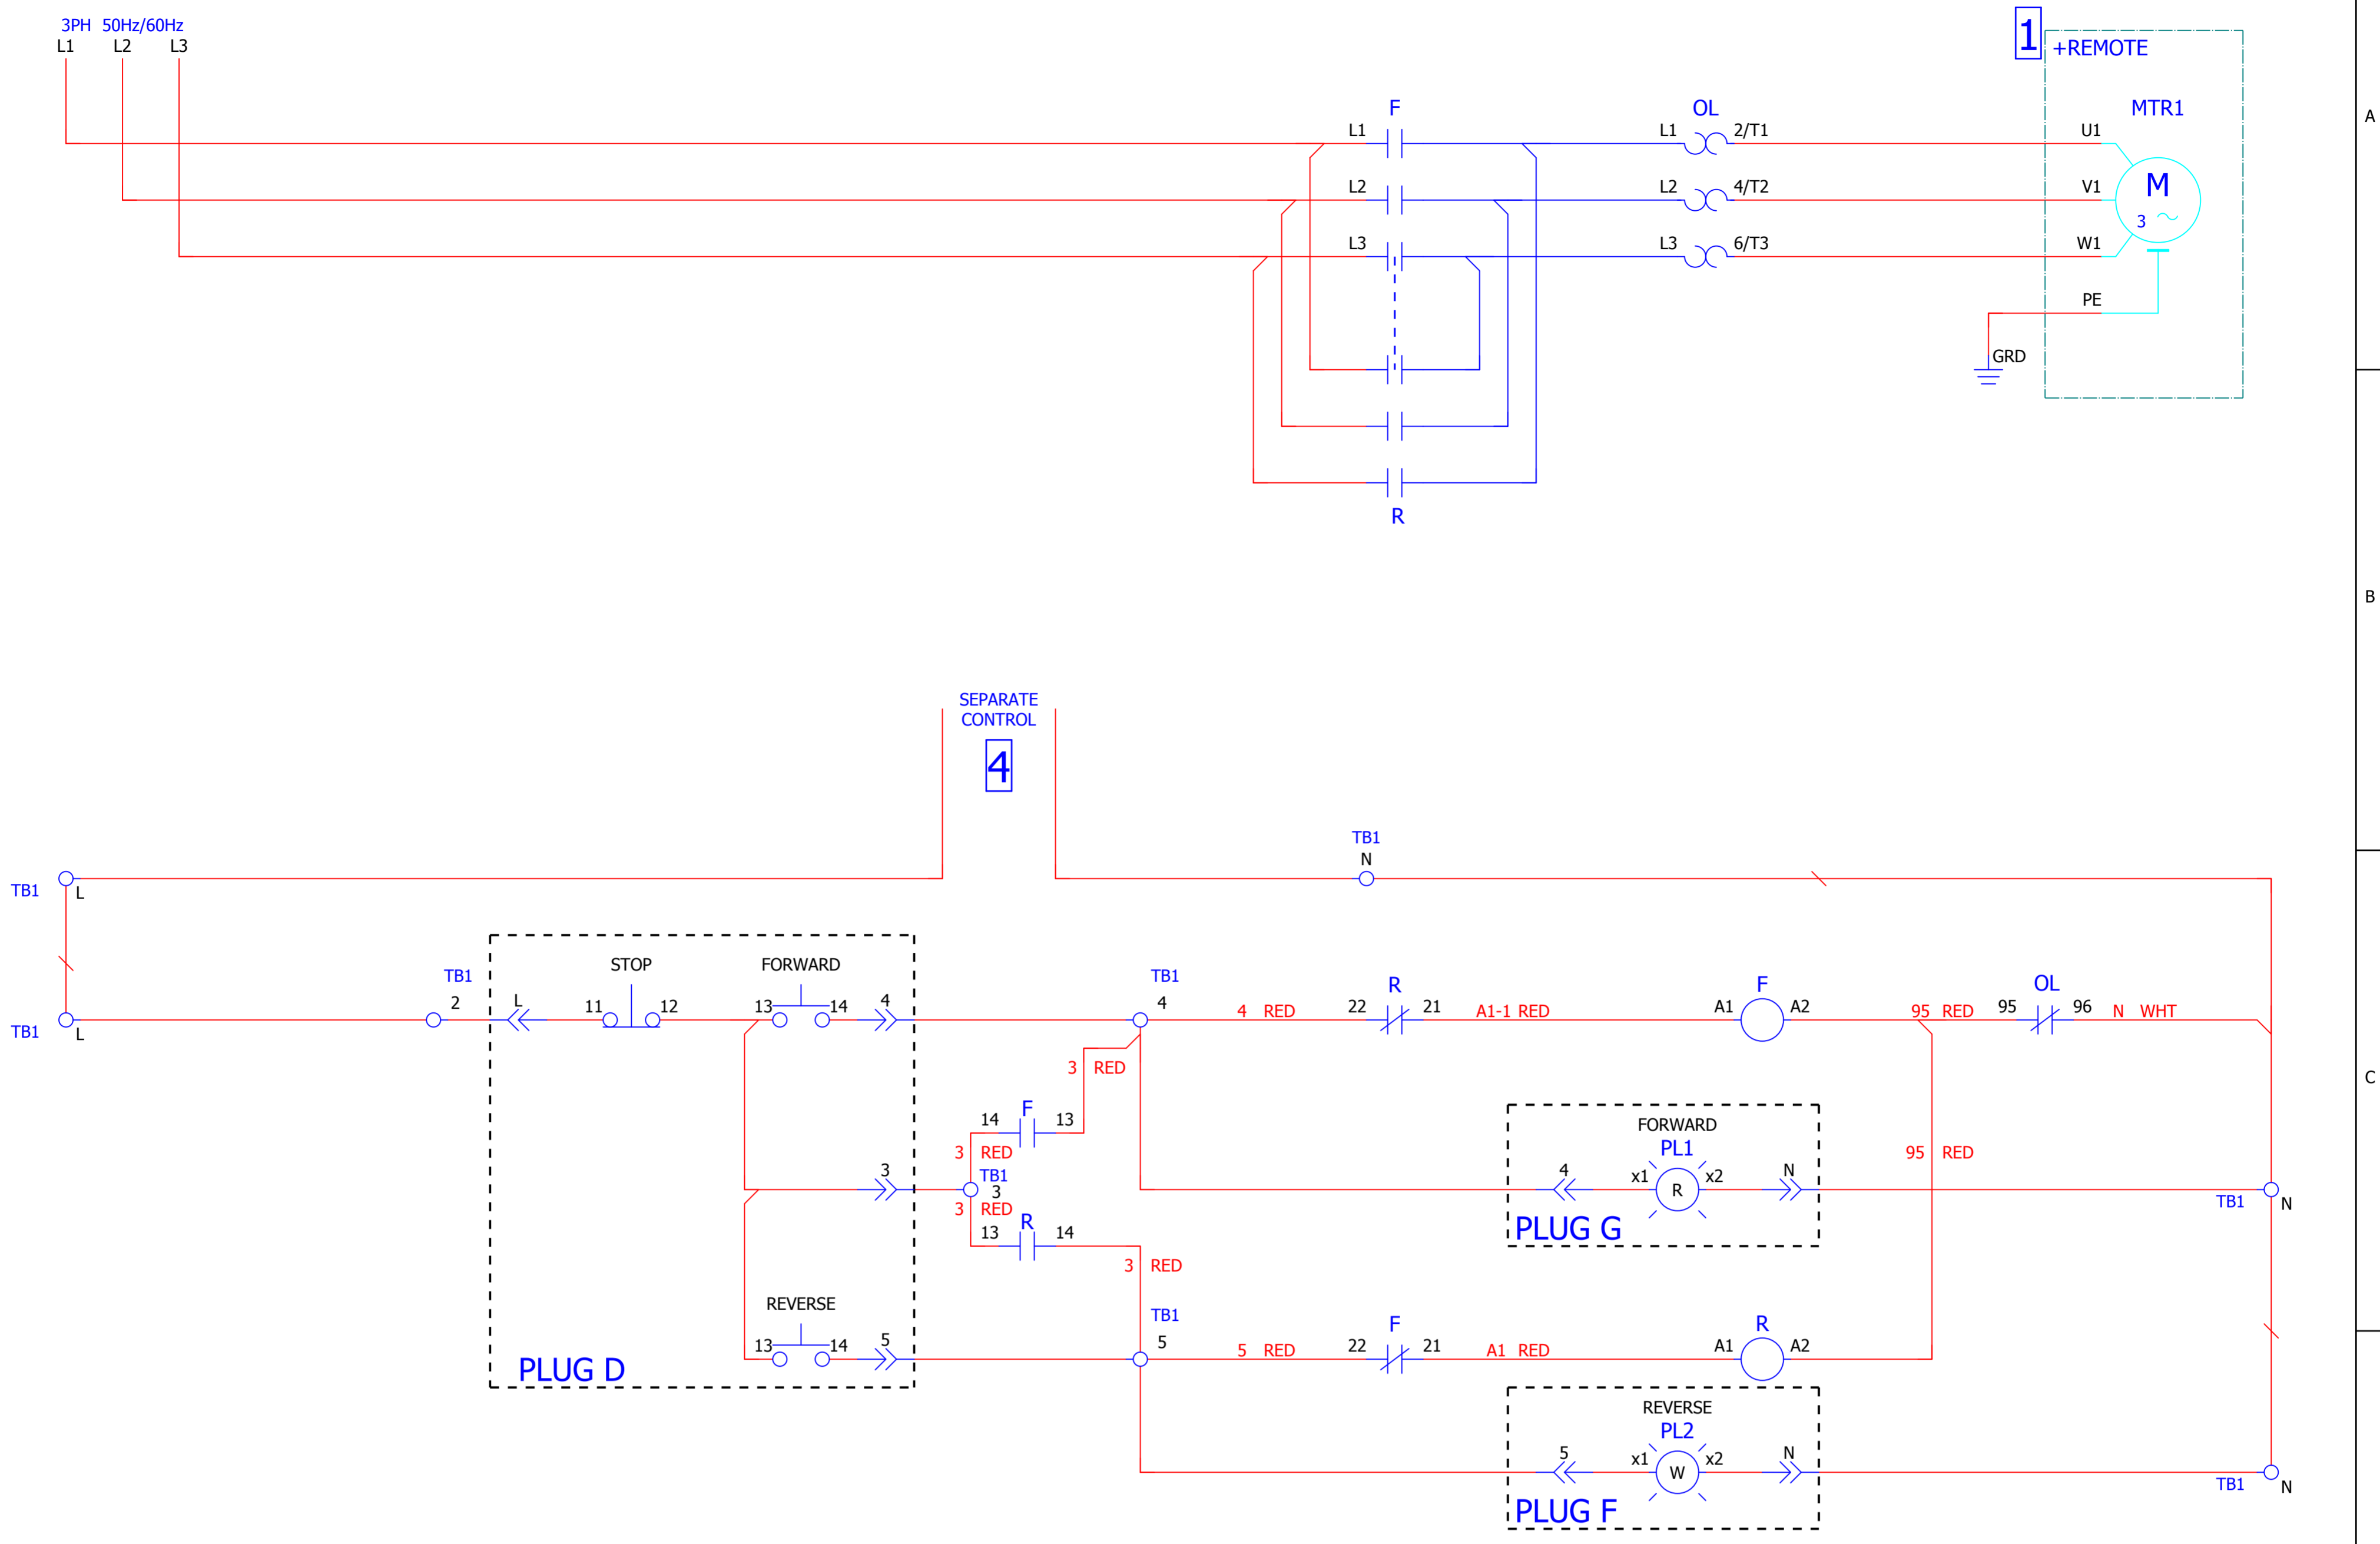 3PH 50Hz/60Hz
L1 L2 L3
1 +REMOTE
F OL MTR1
A
L1 L1 2/T1 U1
L2 L2 4/T2 V1 M
3
L3 L3 6/T3 W1
PE
GRD
R
B
SEPARATE
CONTROL
4
TB1
N
TB1 L
STOP FORWARD
TB1 TB1 R F OL
2 L 11 12 13 14 4 4 4 RED 22 21 A1-1 RED A1 A2 95 RED 95 96 N WHT
TB1 L
3 RED
C
14 F 13
FORWARD
PL1
3 RED
95 RED
TB1
3 3
4 x1 R x2 N
TB1 N
3 RED
PLUG G
13 R 14
3 RED
REVERSE
TB1 F R
13 14 5 5 5 RED 22 21 A1 RED A1 A2
PLUG D
REVERSE
PL2
5 x1 W x2 N
TB1 N
PLUG F